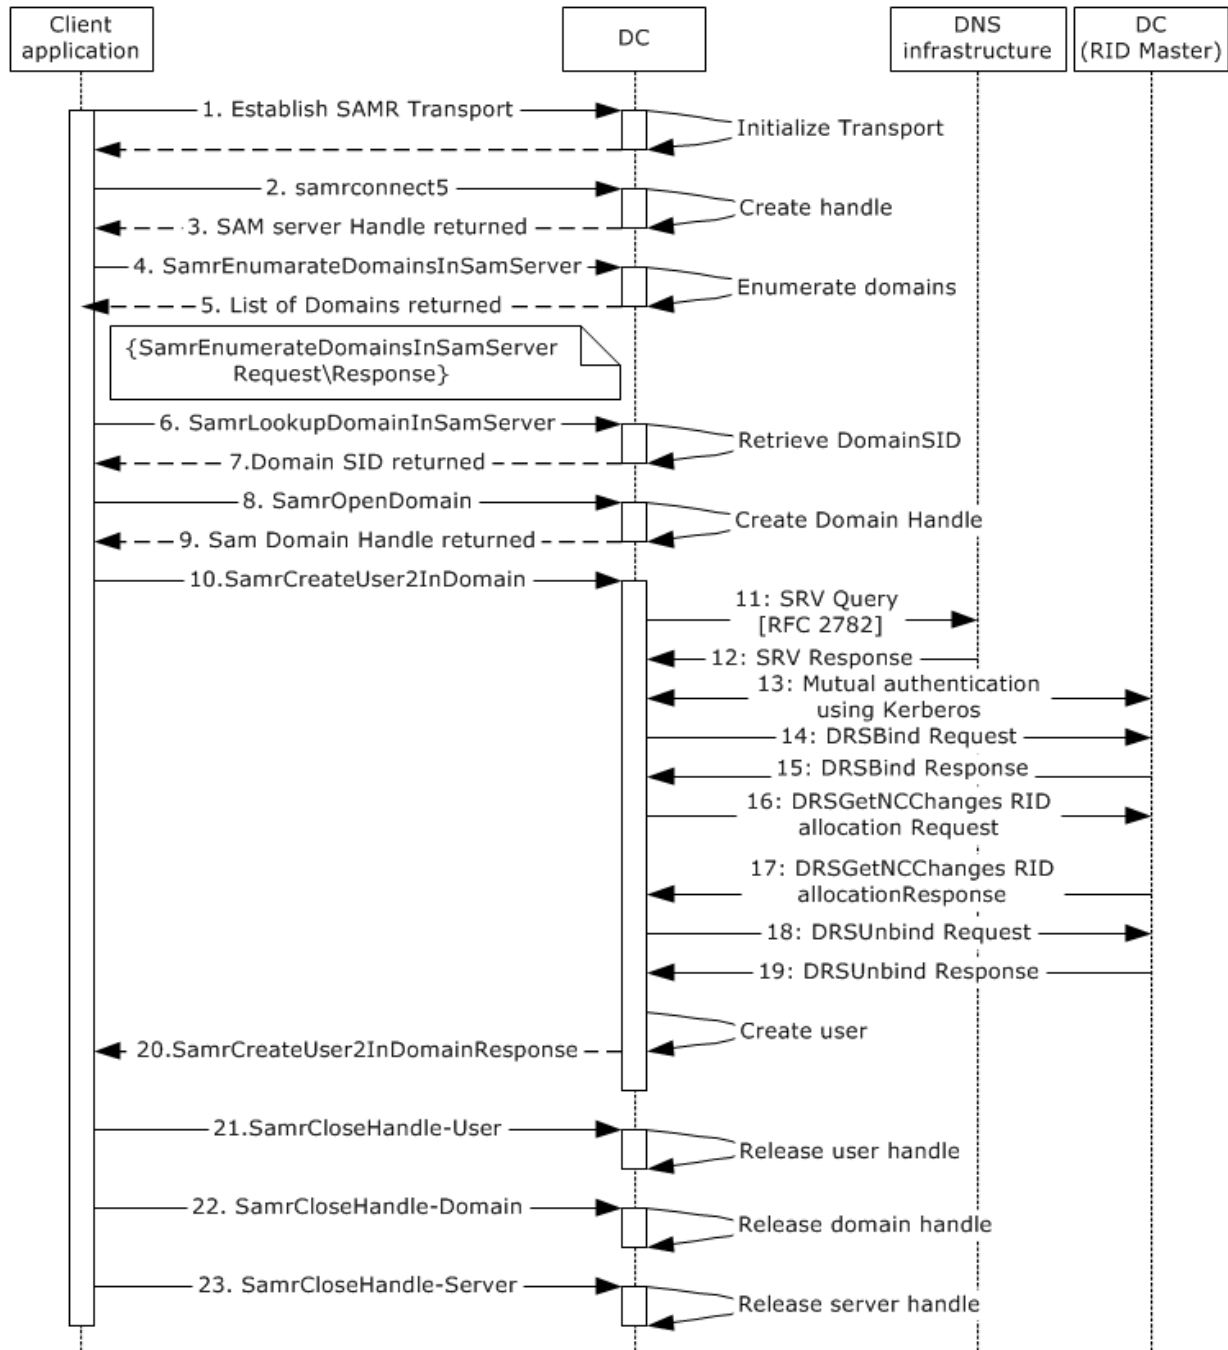 Client
application
DC
DNS
infrastructure
DC
(RID Master)
1. Establish SAMR Transport
Initialize Transport
2. samrconnect5
Create handle
3. SAM server Handle returned
4. SamrEnumarateDomainsInSamServer
Enumerate domains
5. List of Domains returned
{SamrEnumerateDomainsInSamServer
Request\Response}
6. SamrLookupDomainInSamServer
Retrieve DomainSID
7.Domain SID returned
8. SamrOpenDomain
Create Domain Handle
9. Sam Domain Handle returned
10.SamrCreateUser2InDomain
11: SRV Query
[RFC 2782]
12: SRV Response
13: Mutual authentication
using Kerberos
14: DRSBind Request
15: DRSBind Response
16: DRSGetNCChanges RID
allocation Request
17: DRSGetNCChanges RID
allocationResponse
18: DRSUnbind Request
19: DRSUnbind Response
Create user
20.SamrCreateUser2InDomainResponse
21.SamrCloseHandle-User
Release user handle
22. SamrCloseHandle-Domain
Release domain handle
23. SamrCloseHandle-Server
Release server handle